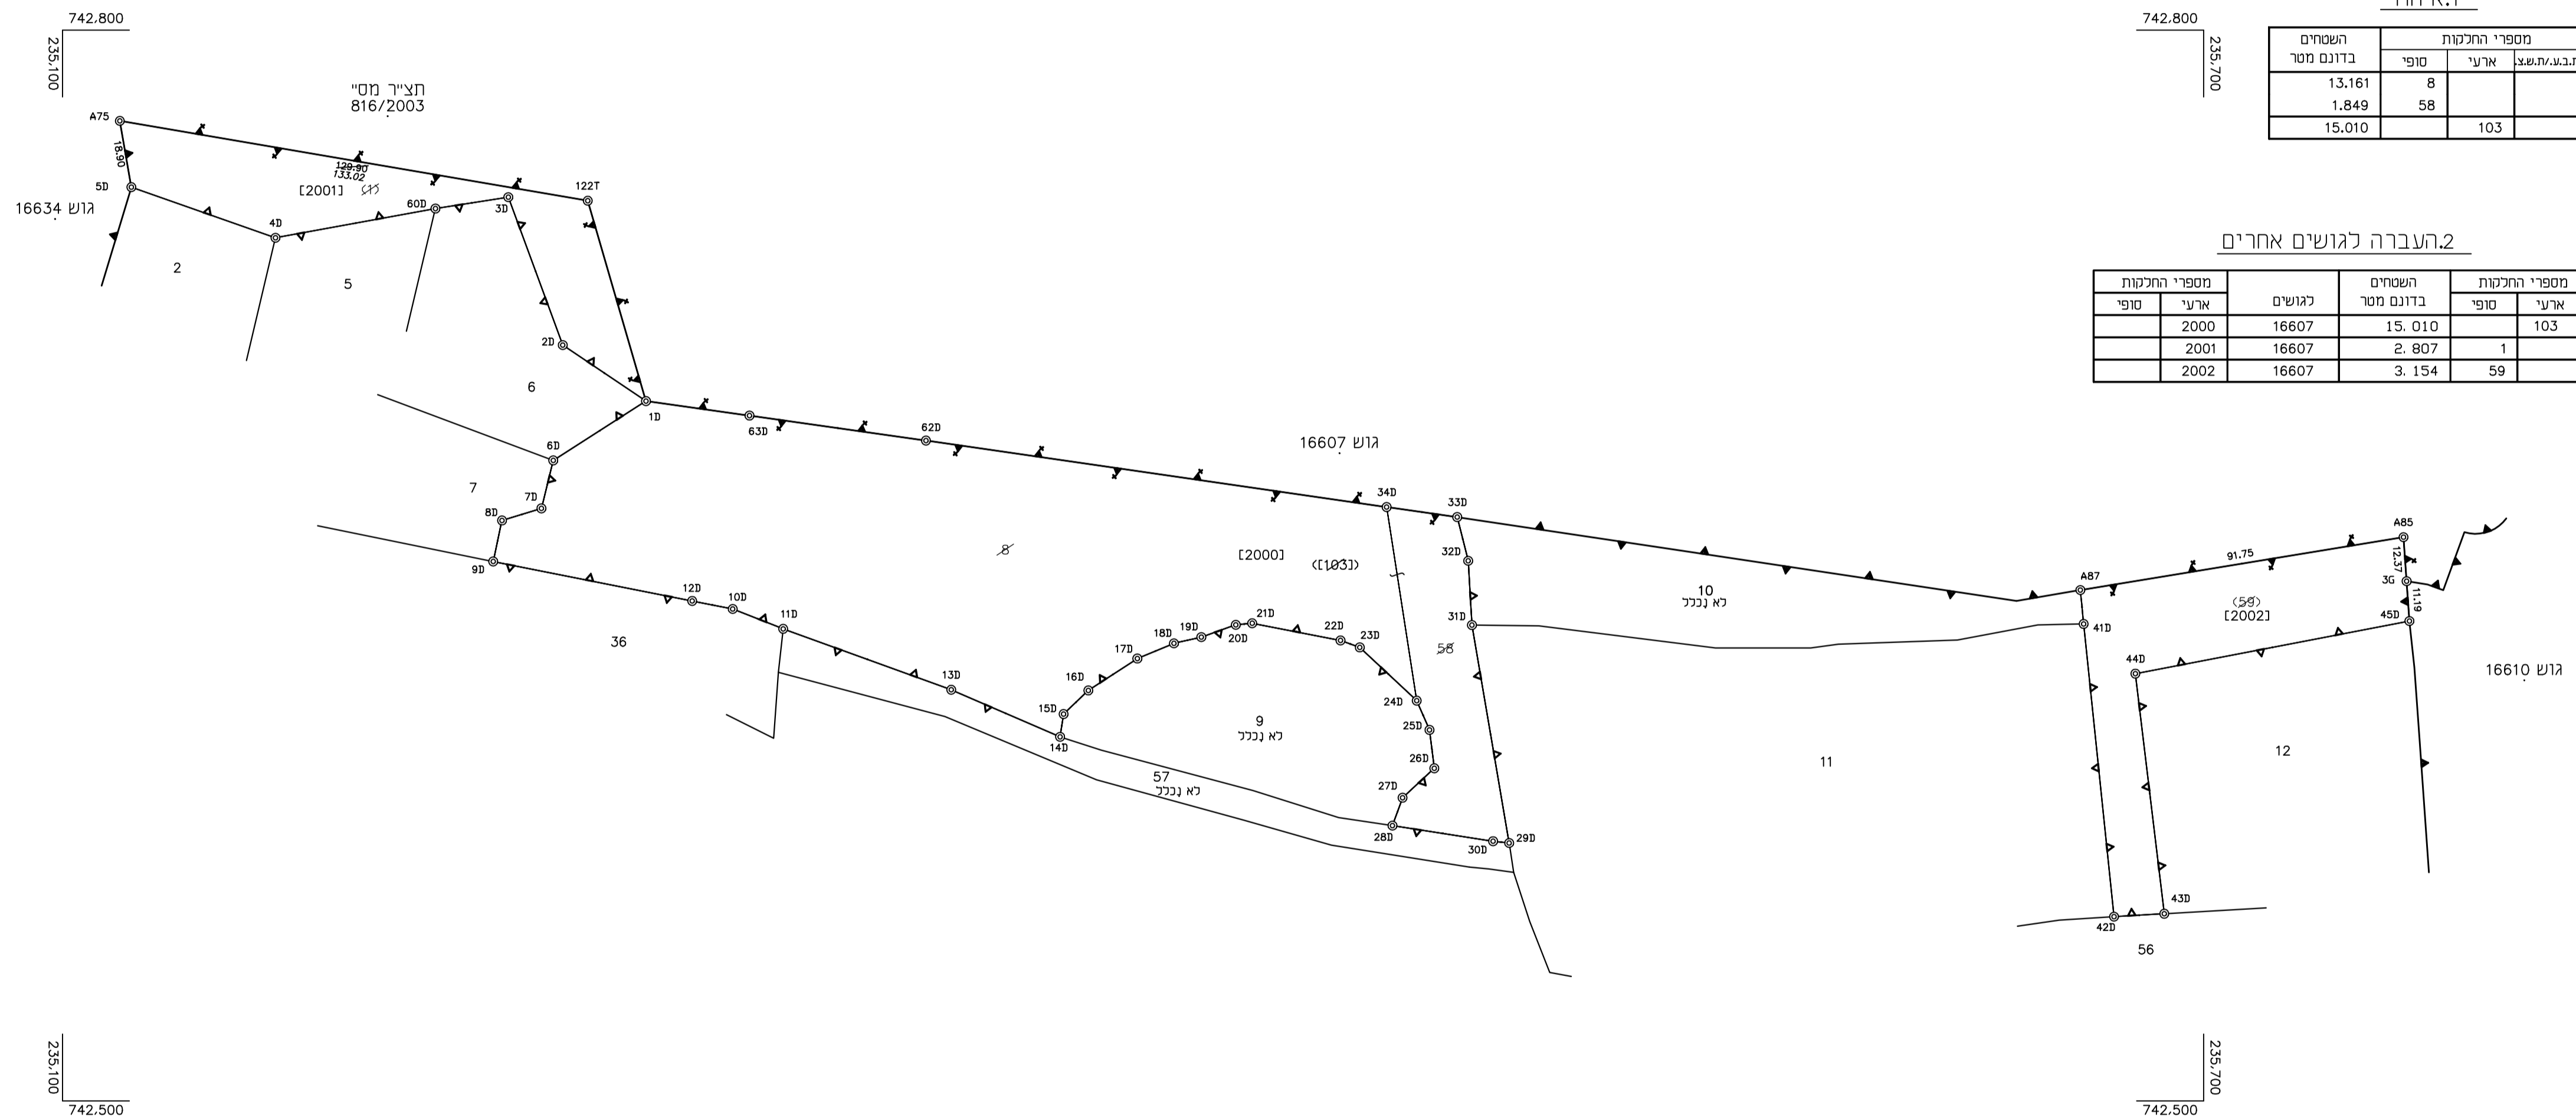 742,800
235,100
742,800
235,700
תצ"ר מס"
816/2003
A75
18.90
129.90
133.02
[2001] (1)
5D
גוש 16634
4D
60D
3D
122T
2
5
2D
6
1D
63D
62D
גוש 16607
6D
7
7D
8D
9D
34D
33D
8
[2000]
([103])
32D
10
לא נכלל
31D
58
12D
10D
11D
36
13D
14D
15D
16D
17D
18D
19D
20D
21D
22D
23D
24D
25D
26D
27D
28D
30D
29D
9
לא נכלל
57
לא נכלל
11
A87
91.75
A85
12.37
3G
11.19
(59)
[2002]
41D
45D
44D
גוש 16610
12
42D
43D
56
השטחים בדונם מטר
מספרי החלקות
סופי ארעי ת.ב.ע./ת.ש.צ.
13.161 8
1.849 58
15.010 103
2.העברה לגושים אחרים
מספרי החלקות לגושים השטחים בדונם מטר מספרי החלקות
סופי ארעי סופי ארעי
2000 16607 15. 010 103
2001 16607 2. 807 1
2002 16607 3. 154 59
235,100
742,500
235,700
742,500